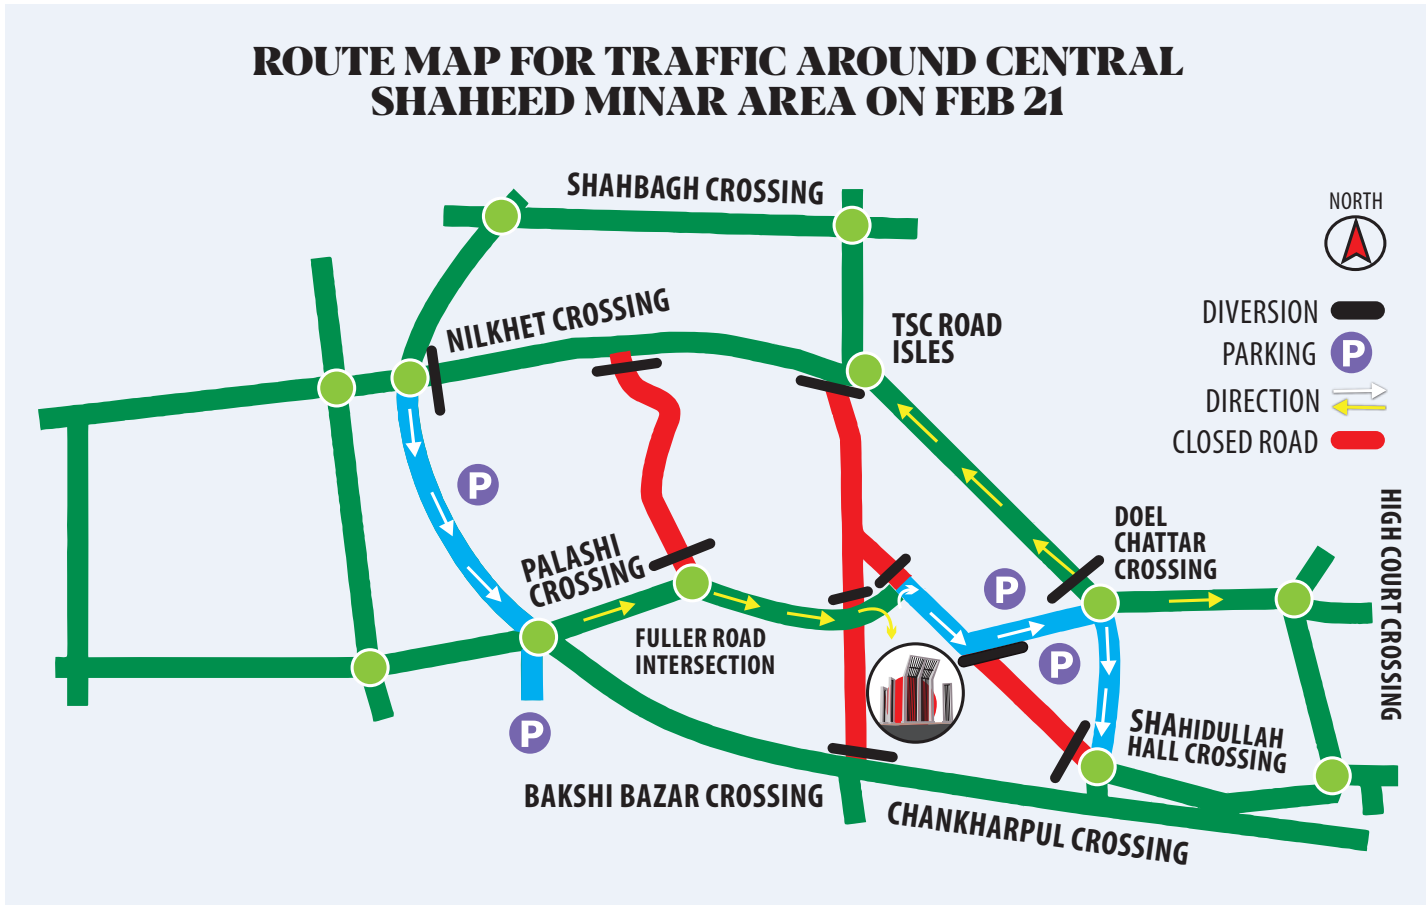 ROUTE MAP FOR TRAFFIC AROUND CENTRAL
SHAHEED MINAR AREA ON FEB 21
SHAHBAGH CROSSING
NORTH
NILKHET CROSSING
TSC ROAD
ISLES
DIVERSION
PARKING P
DIRECTION
CLOSED ROAD
P
PALASHI
CROSSING
DOEL
CHATTAR
CROSSING
HIGH COURT CROSSING
P
FULLER ROAD
INTERSECTION
P
P
SHAHIDULLAH
HALL CROSSING
BAKSHI BAZAR CROSSING
CHANKHARPUL CROSSING